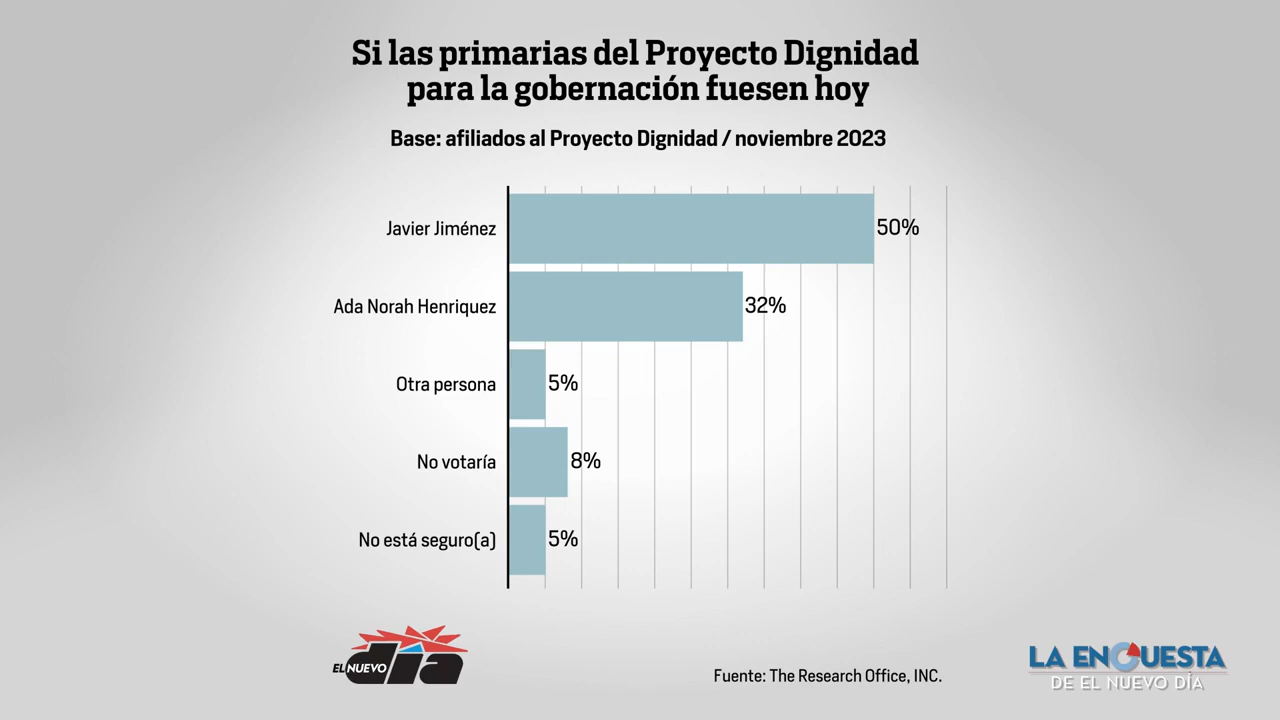 Si las primarias del Proyecto Dignidad
para la gobernación fuesen hoy
Base: afiliados al Proyecto Dignidad / noviembre 2023
Javier Jiménez 50%
Ada Norah Henriquez 32%
Otra persona 5%
No votaría 8%
No está seguro(a) 5%
EL NUEVO día
Fuente: The Research Office, INC.
LA ENCUESTA
DE EL NUEVO DÍA